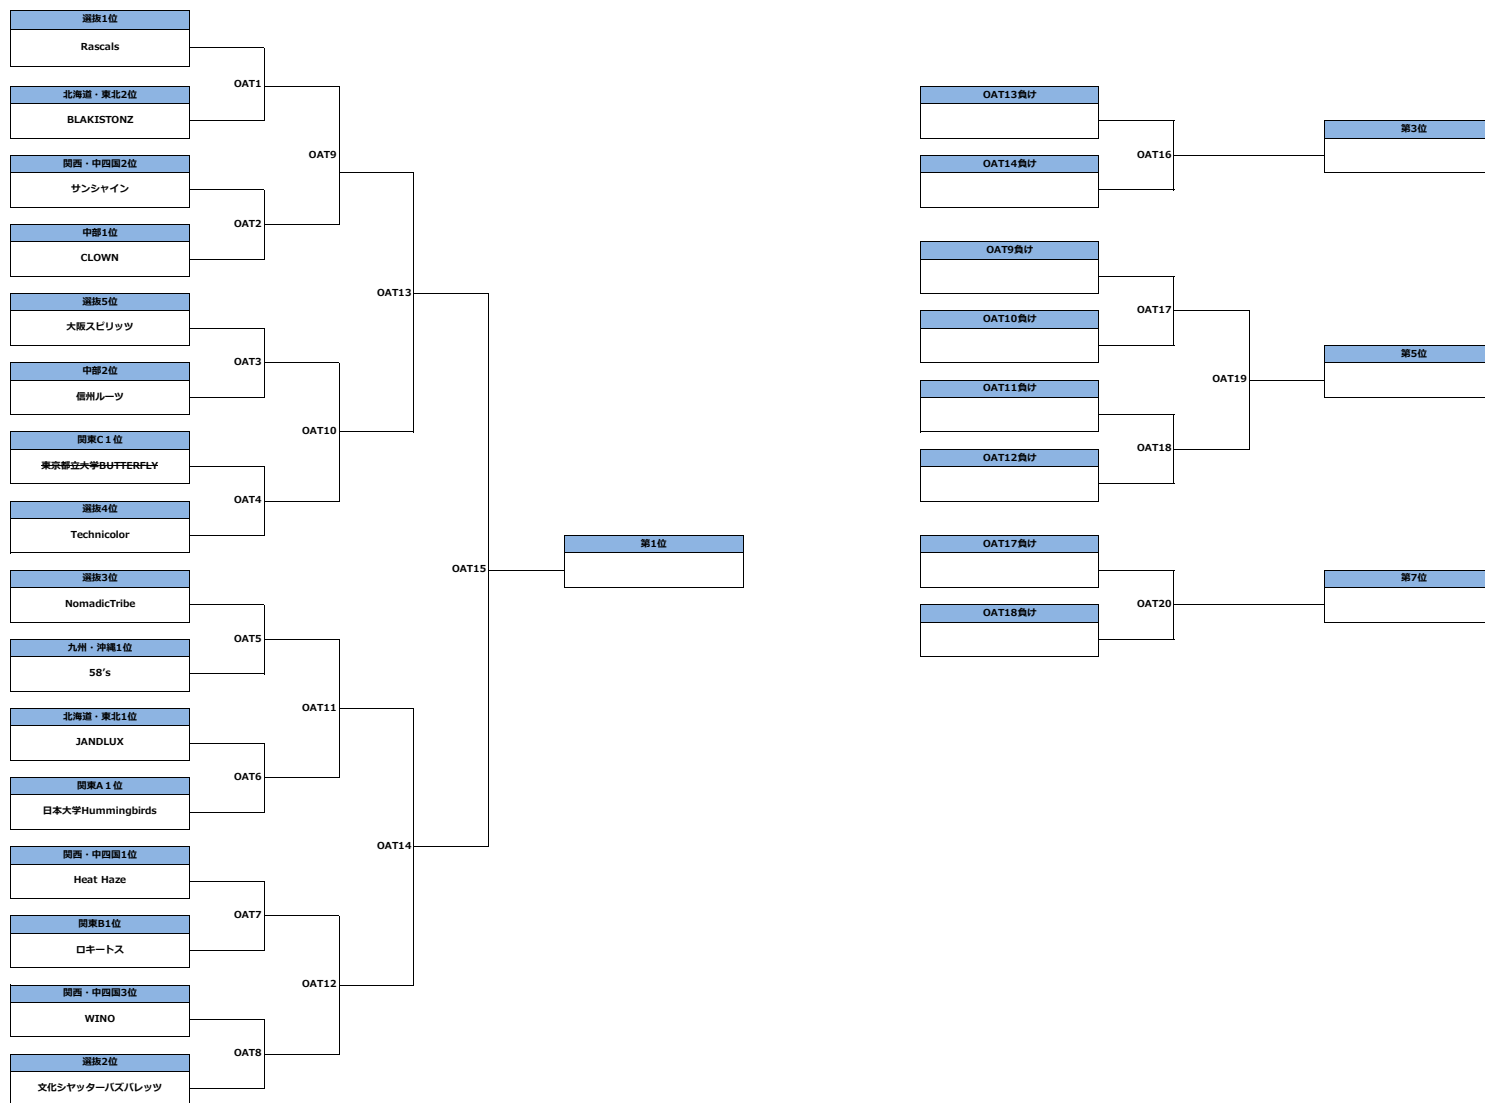 選抜1位
Rascals
OAT1
北海道・東北2位
BLAKISTONZ
OAT9
関西・中四国2位
サンシャイン
OAT2
中部1位
CLOWN
OAT13
選抜5位
大阪スピリッツ
OAT3
中部2位
信州ルーツ
OAT10
関東C１位
東京都立大学BUTTERFLY
OAT4
選抜4位
Technicolor
OAT15
第1位
選抜3位
NomadicTribe
OAT5
九州・沖縄1位
58's
OAT11
北海道・東北1位
JANDLUX
OAT6
関東A１位
日本大学Hummingbirds
OAT14
関西・中四国1位
Heat Haze
OAT7
関東B1位
ロキートス
OAT12
関西・中四国3位
WINO
OAT8
選抜2位
文化シヤッターバズバレッツ
OAT13負け
OAT16
第3位
OAT14負け
OAT9負け
OAT17
OAT10負け
OAT19
第5位
OAT11負け
OAT18
OAT12負け
OAT17負け
OAT20
第7位
OAT18負け